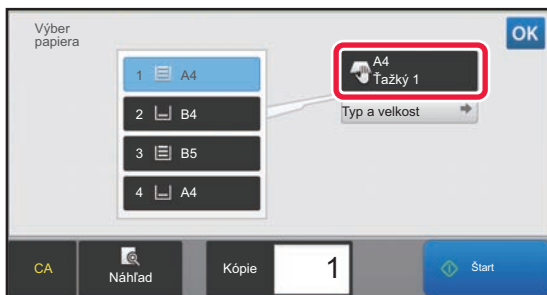 Výber
papiera
OK
1 A4
2 B4
3 B5
4 A4
A4
Ťažký 1
Typ a velkost
CA
Náhľad
Kópie
1
Štart